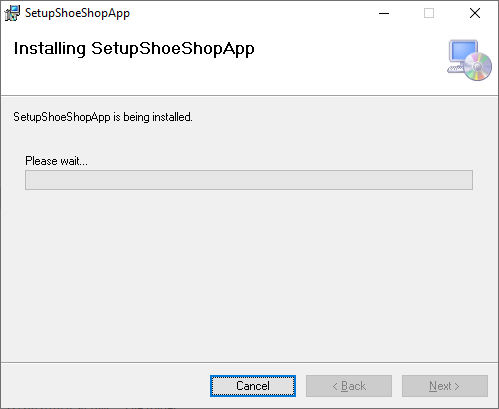 SetupShoeShopApp
Installing SetupShoeShopApp
SetupShoeShopApp is being installed.
Please wait...
Cancel
< Back
Next >